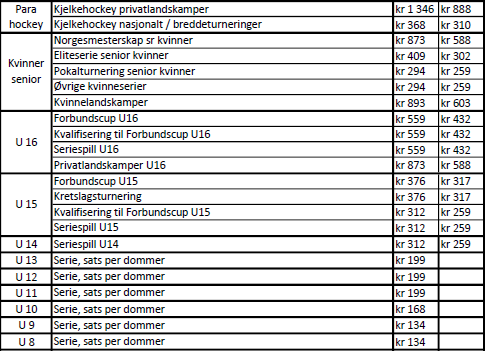 Para hockey Kjelkehockey privatlandskamper kr 1 346 kr 888
Kjelkehockey nasjonalt / breddeturneringer kr 368 kr 310
Kvinner senior Norgesmesterskap sr kvinner kr 873 kr 588
Eliteserie senior kvinner kr 409 kr 302
Pokalturnering senior kvinner kr 294 kr 259
Øvrige kvinneserier kr 294 kr 259
Kvinnelandskamper kr 893 kr 603
U 16 Forbundscup U16 kr 559 kr 432
Kvalifisering til Forbundscup U16 kr 559 kr 432
Seriespill U16 kr 559 kr 432
Privatlandskamper U16 kr 873 kr 588
U 15 Forbundscup U15 kr 376 kr 317
Kretslagsturnering kr 376 kr 317
Kvalifisering til Forbundscup U15 kr 312 kr 259
Seriespill U15 kr 312 kr 259
U 14 Seriespill U14 kr 312 kr 259
U 13 Serie, sats per dommer kr 199
U 12 Serie, sats per dommer kr 199
U 11 Serie, sats per dommer kr 199
U 10 Serie, sats per dommer kr 168
U 9 Serie, sats per dommer kr 134
U 8 Serie, sats per dommer kr 134